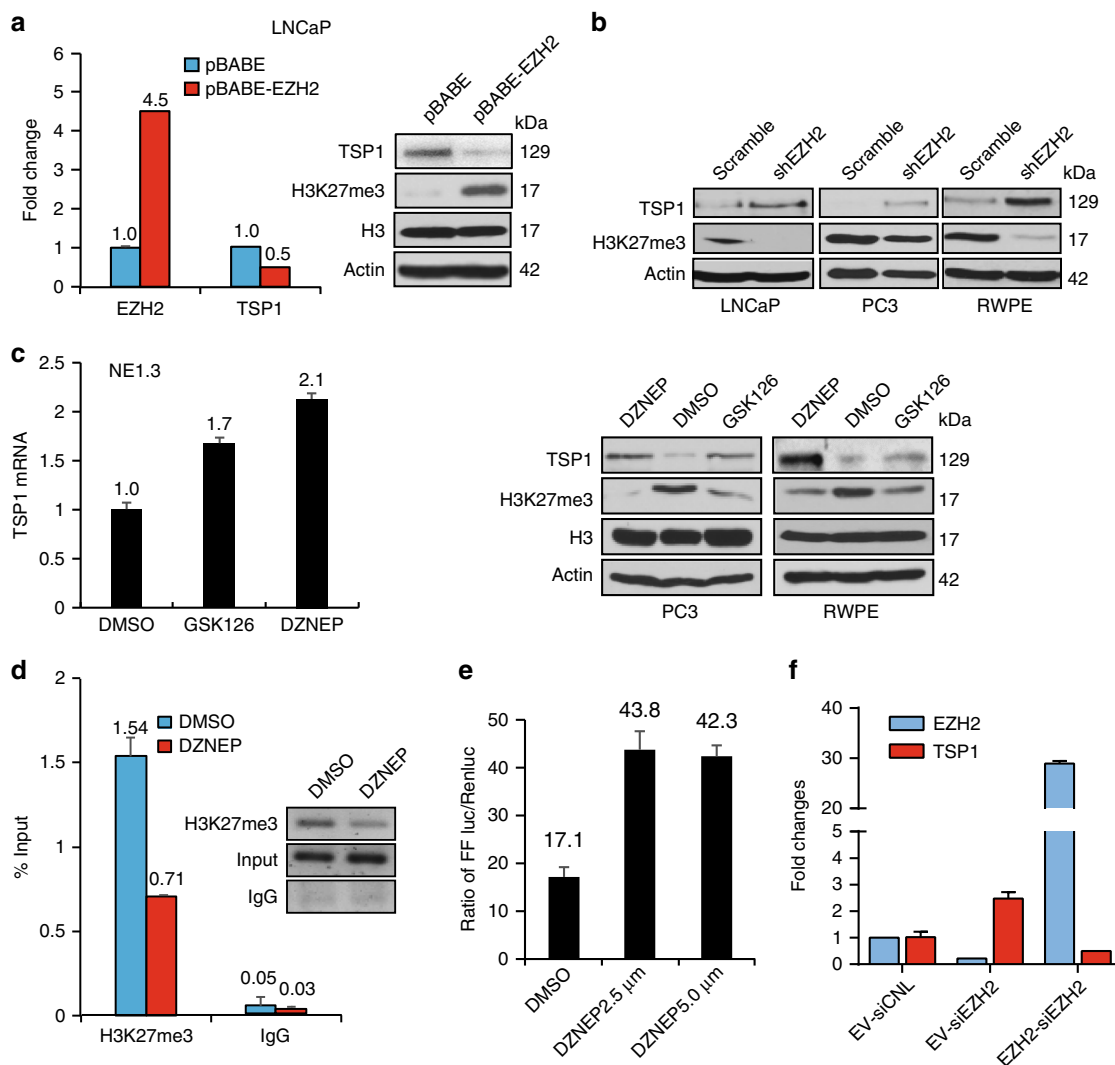 a
LNCaP
pBABE
pBABE-EZH2
Fold change
6
5
4
3
2
1
0
1.0
4.5
1.0
0.5
EZH2
TSP1
pBABE
pBABE-EZH2
kDa
TSP1
129
H3K27me3
17
H3
17
Actin
42
b
Scramble
shEZH2
Scramble
shEZH2
Scramble
shEZH2
kDa
TSP1
129
H3K27me3
17
Actin
42
LNCaP
PC3
RWPE
c
NE1.3
TSP1 mRNA
2.5
2
1.5
1
0.5
0
1.0
1.7
2.1
DMSO
GSK126
DZNEP
DZNEP
DMSO
GSK126
DZNEP
DMSO
GSK126
kDa
TSP1
129
H3K27me3
17
H3
17
Actin
42
PC3
RWPE
d
% Input
2
1.5
1
0.5
0
DMSO
DZNEP
1.54
0.71
0.05
0.03
H3K27me3
IgG
DMSO
DZNEP
H3K27me3
Input
IgG
e
Ratio of FF luc/Renluc
50
40
30
20
10
0
17.1
43.8
42.3
DMSO
DZNEP2.5 μm
DZNEP5.0 μm
f
Fold changes
40
30
20
5
4
3
2
1
0
EZH2
TSP1
EV-siCNL
EV-siEZH2
EZH2-siEZH2